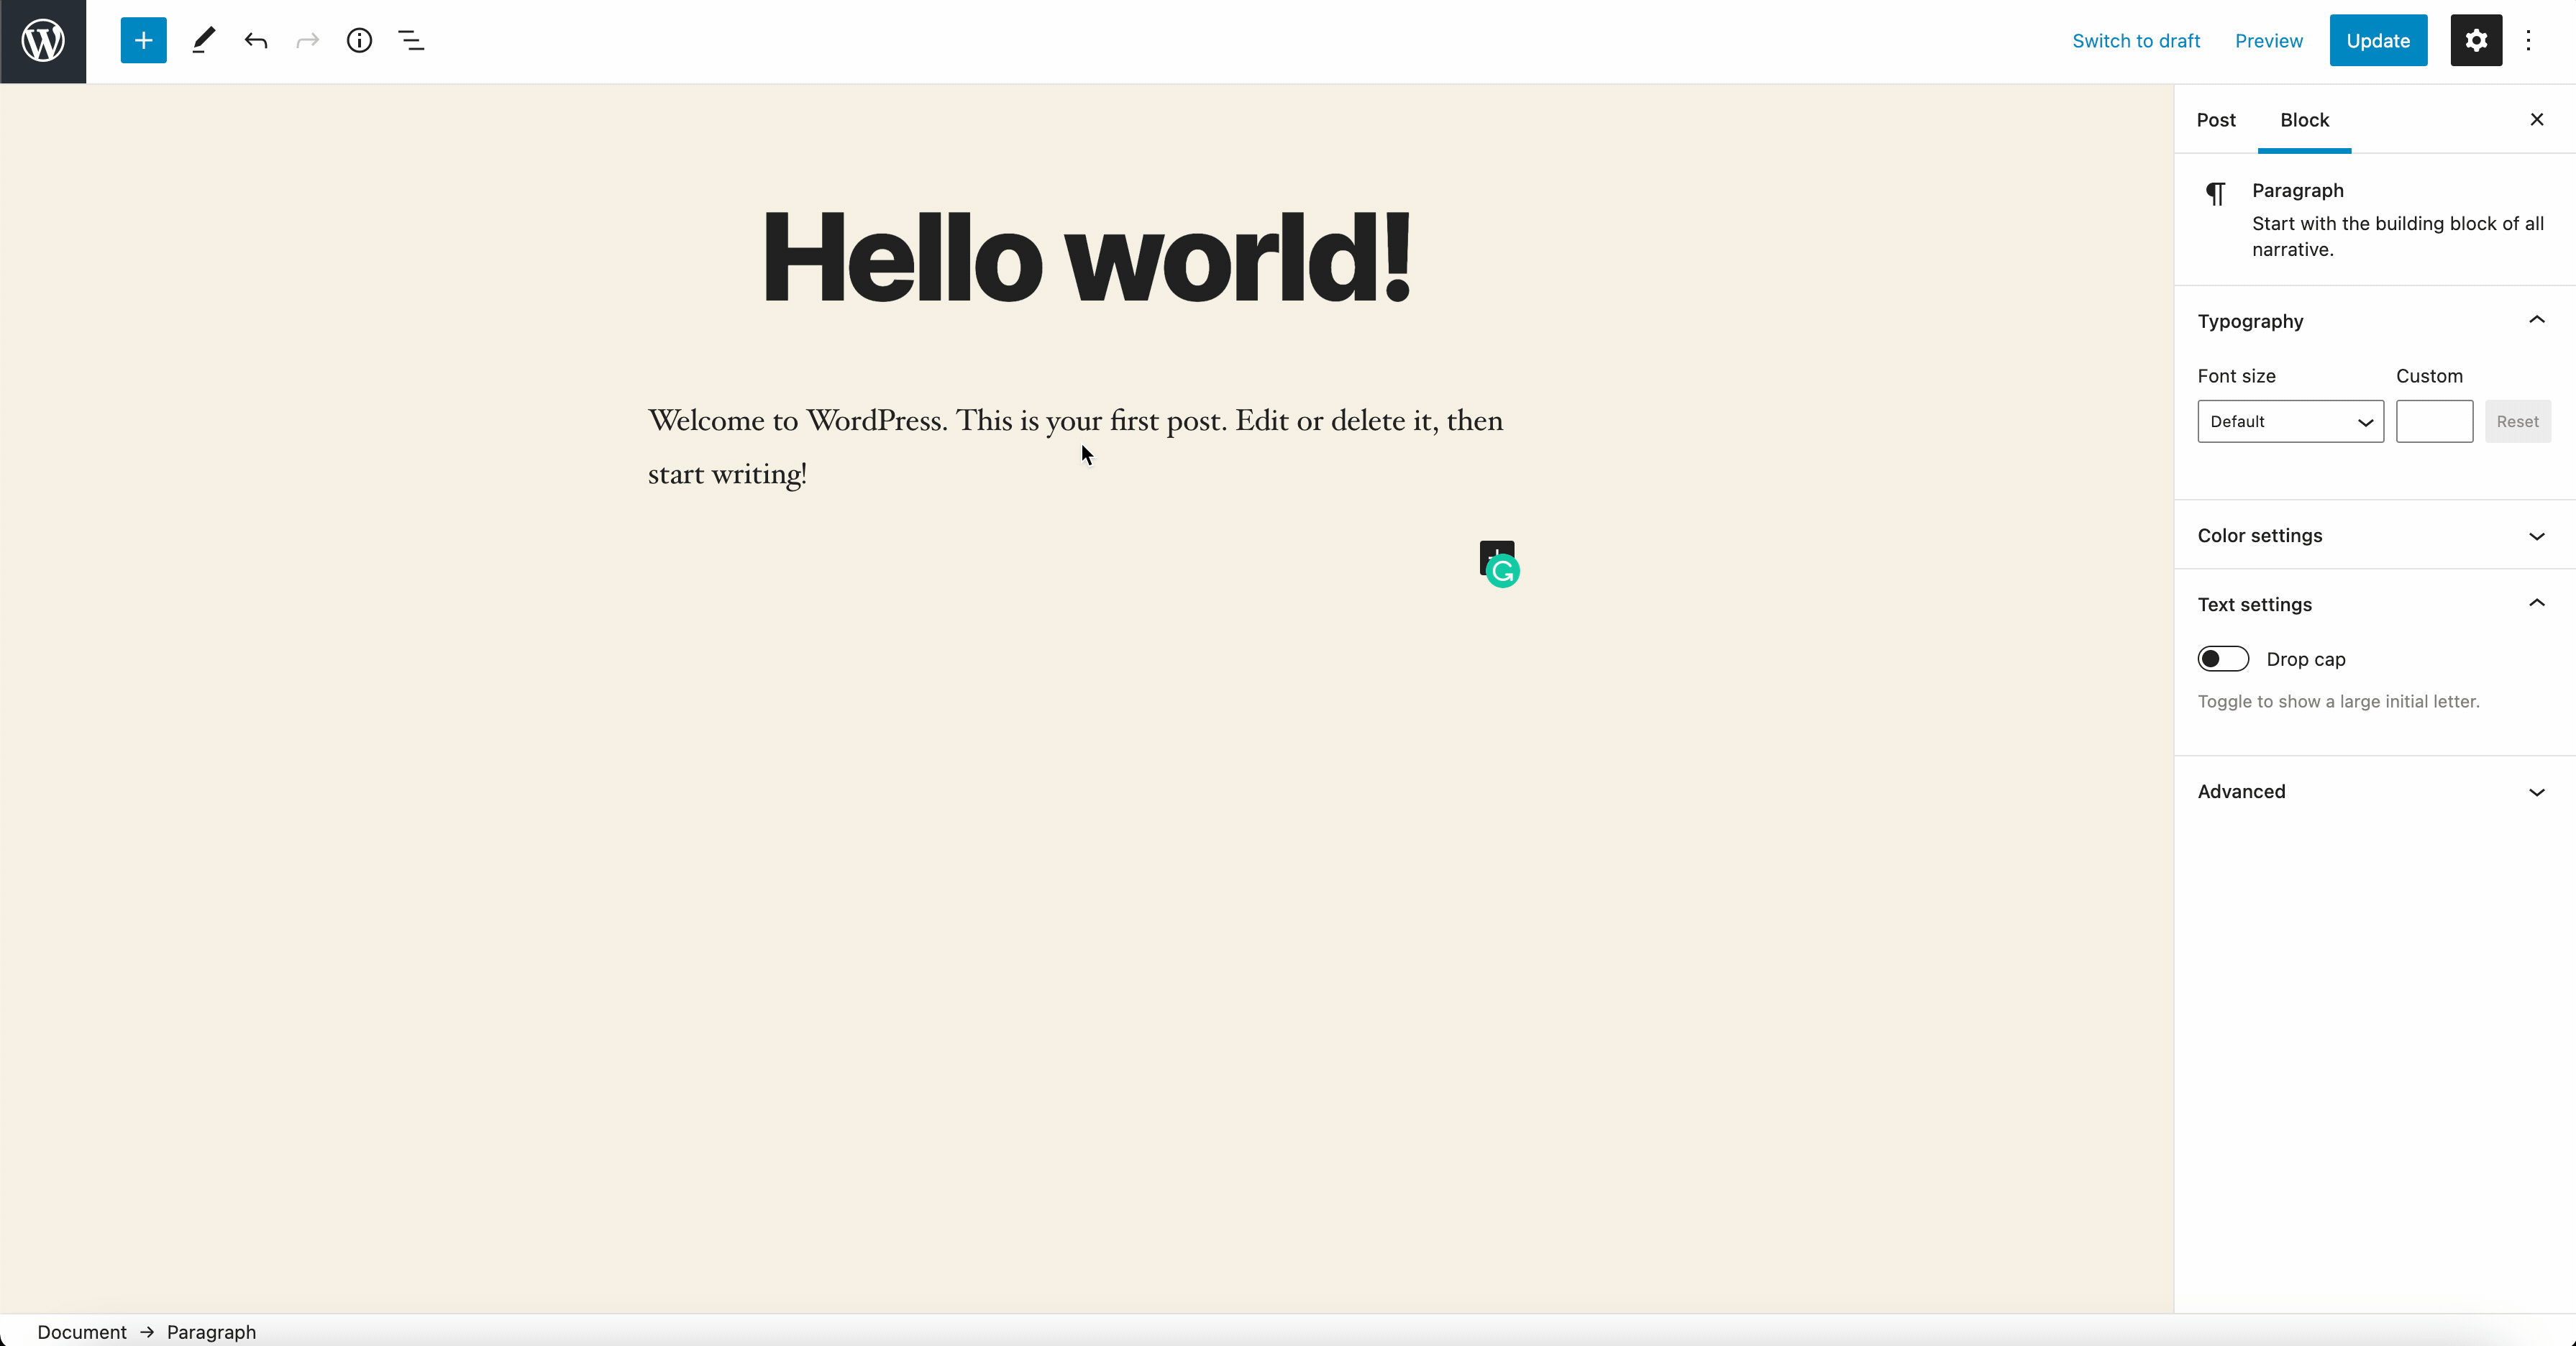 Switch to draft
Preview
Update
Post
Block
Hello world!
Welcome to WordPress. This is your first post. Edit or delete it, then
start writing!
Paragraph
Start with the building block of all
narrative.
Typography
Font size
Custom
Default
Reset
Color settings
Text settings
Drop cap
Toggle to show a large initial letter.
Advanced
Document → Paragraph